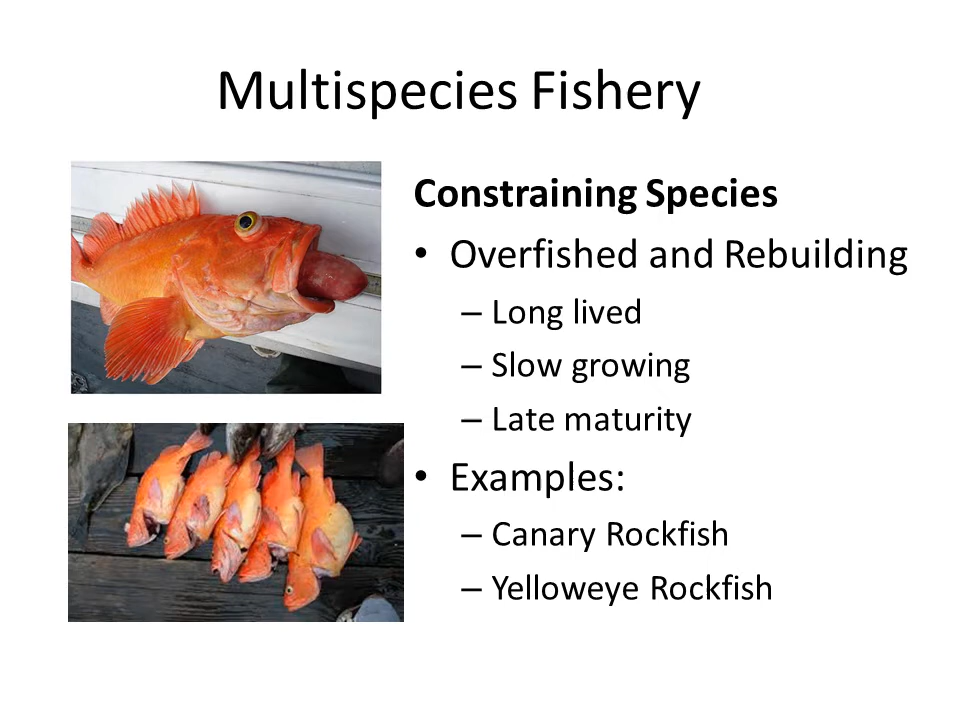 Multispecies Fishery
Constraining Species
• Overfished and Rebuilding
– Long lived
– Slow growing
– Late maturity
• Examples:
– Canary Rockfish
– Yelloweye Rockfish